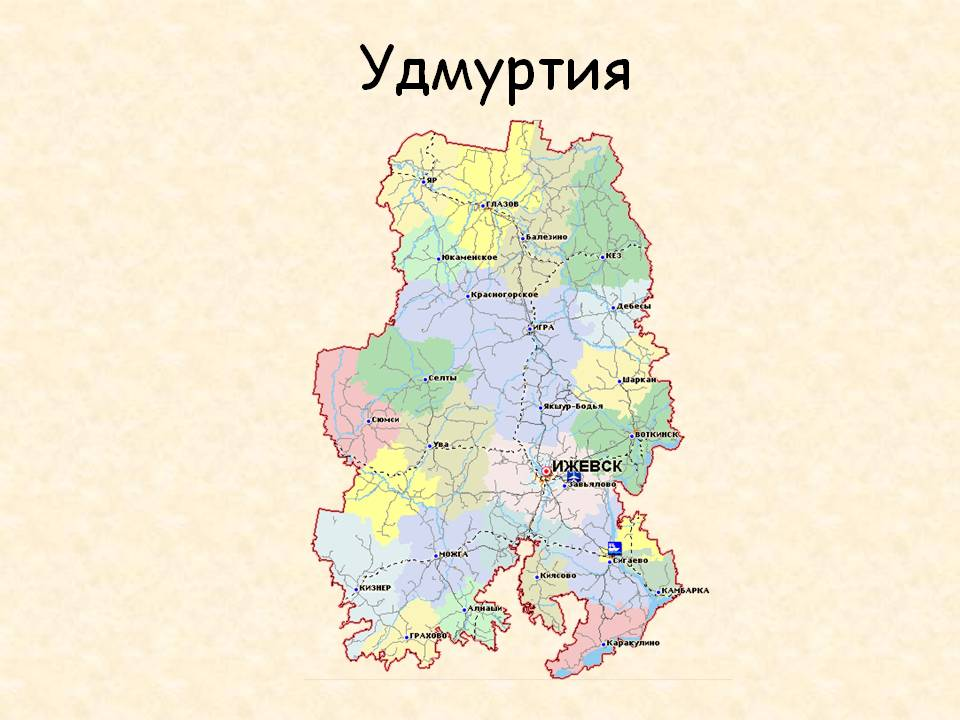 Удмуртия
ЯР
ГЛАЗОВ
Балезино
Юкаменское
КЕЗ
Красногорское
Дебесы
ИГРА
Селты
Шаркан
Якшур-Бодья
Сюмси
Ува
ВОТКИНСК
ИЖЕВСК
Завьялово
МОЖГА
Сигаево
Киясово
КИЗНЕР
КАМБАРКА
Алнаши
ГРАХОВО
Каракулино